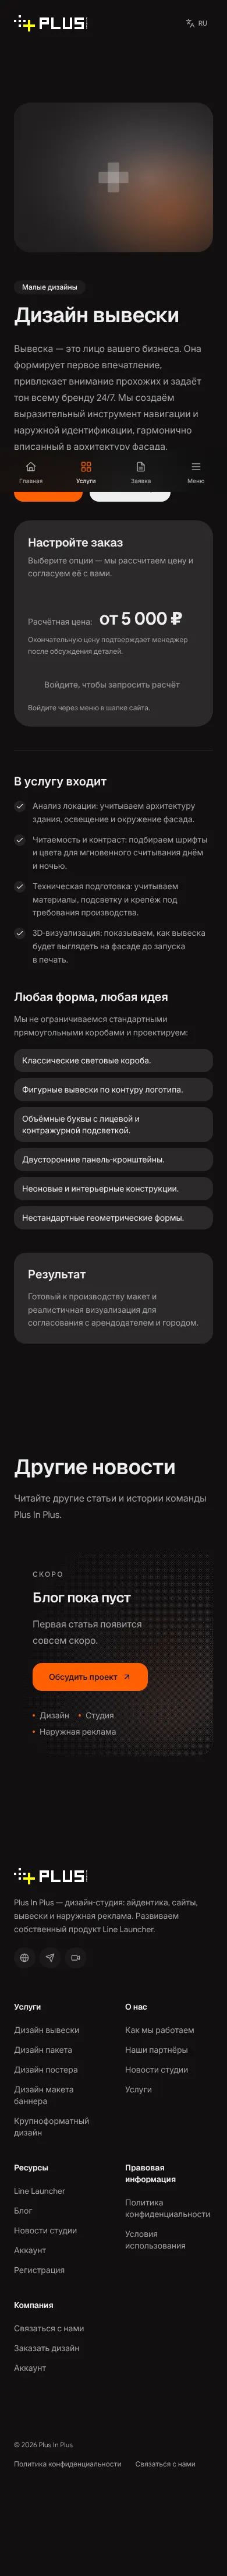 PLUS
RU
Малые дизайны
Дизайн вывески
Вывеска — это лицо вашего бизнеса. Она
формирует первое впечатление,
привлекает внимание прохожих и задаёт
тон всему бренду 24/7. Мы создаём
выразительный инструмент навигации и
наружной идентификации, гармонично
вписанный в архитектуру фасада.
Главная
Услуги
Заявка
Меню
Настройте заказ
Выберите опции — мы рассчитаем цену и
согласуем её с вами.
Расчётная цена: от 5 000 ₽
Окончательную цену подтверждает менеджер
после обсуждения деталей.
Войдите, чтобы запросить расчёт
Войдите через меню в шапке сайта.
В услугу входит
Анализ локации: учитываем архитектуру
здания, освещение и окружение фасада.
Читаемость и контраст: подбираем шрифты
и цвета для мгновенного считывания днём
и ночью.
Техническая подготовка: учитываем
материалы, подсветку и крепёж под
требования производства.
3D-визуализация: показываем, как вывеска
будет выглядеть на фасаде до запуска
в печать.
Любая форма, любая идея
Мы не ограничиваемся стандартными
прямоугольными коробами и проектируем:
Классические световые короба.
Фигурные вывески по контуру логотипа.
Объёмные буквы с лицевой и
контражурной подсветкой.
Двусторонние панель-кронштейны.
Неоновые и интерьерные конструкции.
Нестандартные геометрические формы.
Результат
Готовый к производству макет и
реалистичная визуализация для
согласования с арендодателем и городом.
Другие новости
Читайте другие статьи и истории команды
Plus In Plus.
СКОРО
Блог пока пуст
Первая статья появится
совсем скоро.
Обсудить проект
• Дизайн • Студия
• Наружная реклама
PLUS
Plus In Plus — дизайн-студия: айдентика, сайты,
вывески и наружная реклама. Развиваем
собственный продукт Line Launcher.
Услуги
Дизайн вывески
Дизайн пакета
Дизайн постера
Дизайн макета
баннера
Крупноформатный
дизайн
О нас
Как мы работаем
Наши партнёры
Новости студии
Услуги
Ресурсы
Line Launcher
Блог
Новости студии
Аккаунт
Регистрация
Правовая
информация
Политика
конфиденциальности
Условия
использования
Компания
Связаться с нами
Заказать дизайн
Аккаунт
© 2026 Plus In Plus
Политика конфиденциальности Связаться с нами